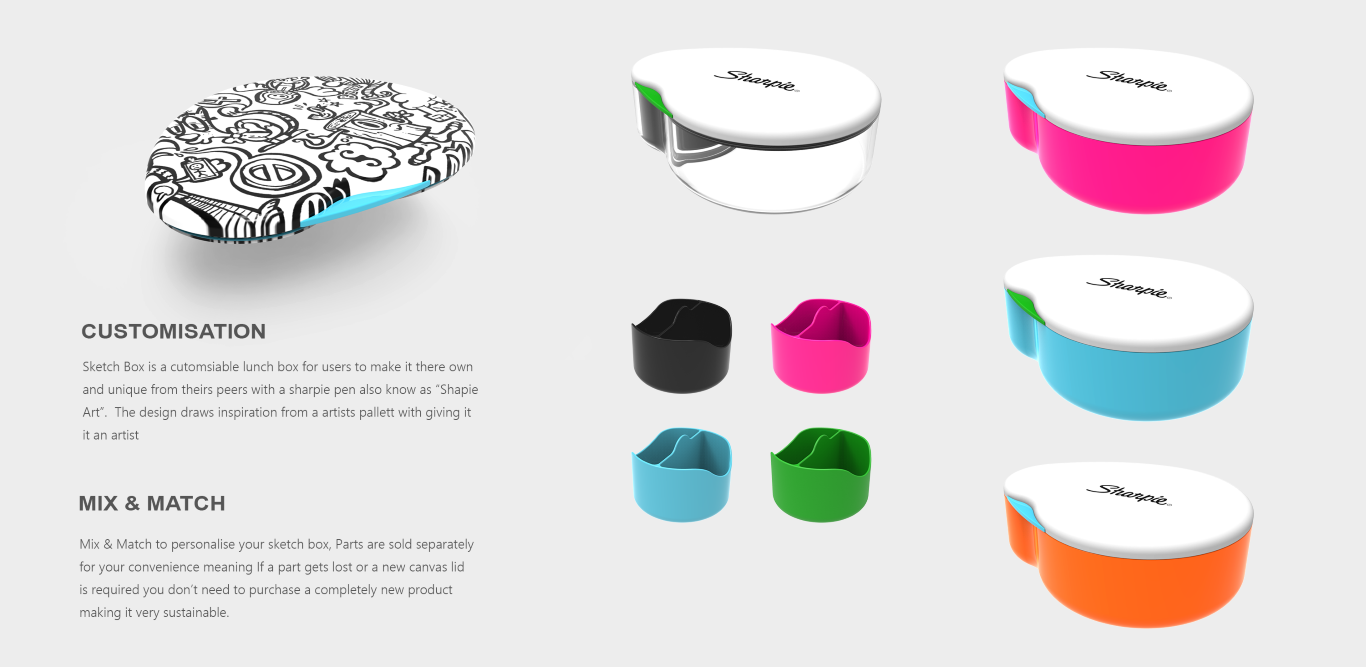 CUSTOMISATION
Sketch Box is a cutomsiable lunch box for users to make it there own
and unique from theirs peers with a sharpie pen also know as “Shapie
Art”.  The design draws inspiration from a artists pallett with giving it
it an artist
MIX & MATCH
Mix & Match to personalise your sketch box, Parts are sold separately
for your convenience meaning If a part gets lost or a new canvas lid
is required you don’t need to purchase a completely new product
making it very sustainable.
Sharpie
Sharpie
Sharpie
Sharpie